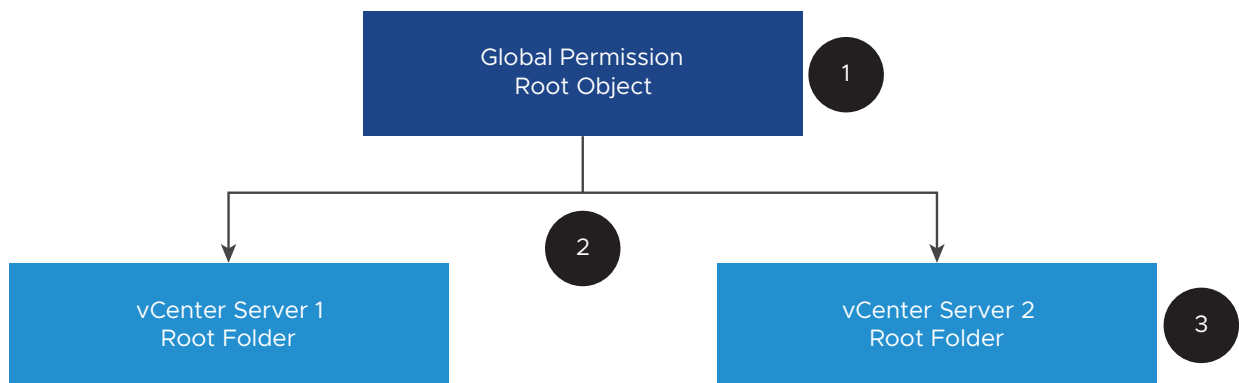 Global Permission
Root Object
1
2
vCenter Server 1
Root Folder
vCenter Server 2
Root Folder
3